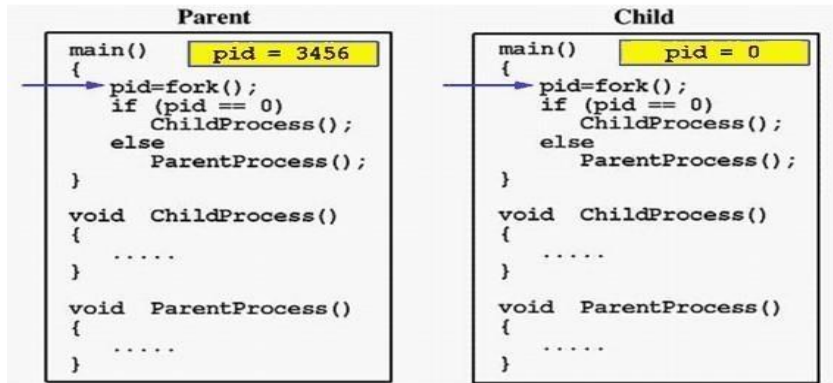 Parent
main()
pid = 3456
{
pid=fork();
if (pid == 0)
ChildProcess();
else
ParentProcess();
}
void ChildProcess()
{
.....
}
void ParentProcess()
{
.....
}
Child
main()
pid = 0
{
pid=fork();
if (pid == 0)
ChildProcess();
else
ParentProcess();
}
void ChildProcess()
{
.....
}
void ParentProcess()
{
.....
}